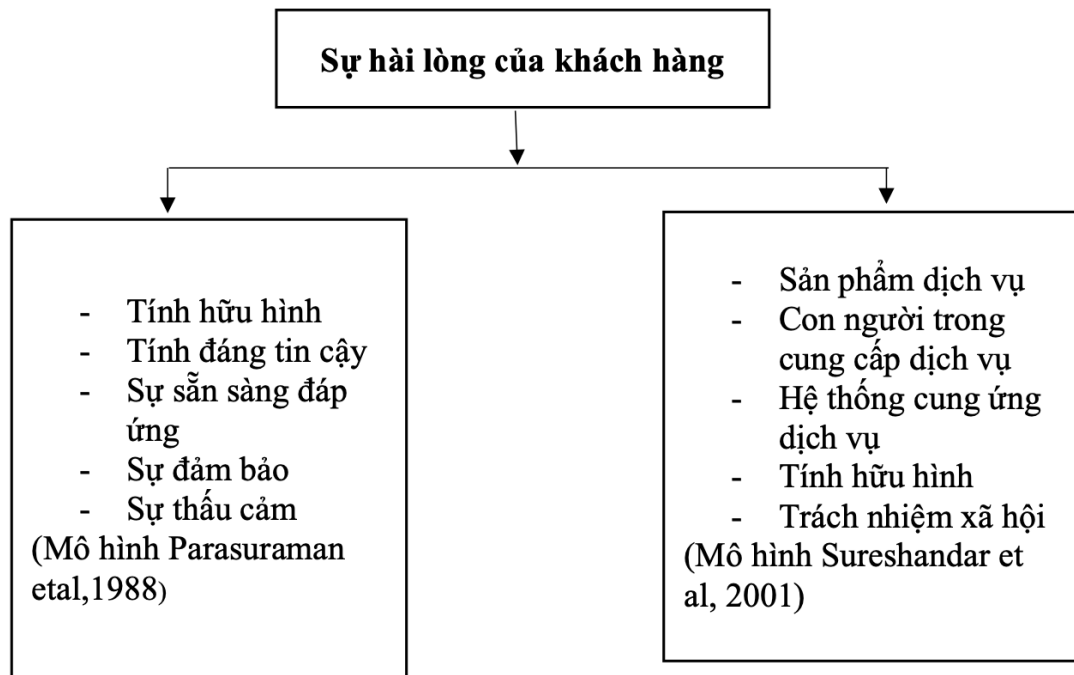 Sự hài lòng của khách hàng
- Tính hữu hình
- Tính đáng tin cậy
- Sự sẵn sàng đáp
ứng
- Sự đảm bảo
- Sự thấu cảm
(Mô hình Parasuraman
etal,1988)
- Sản phẩm dịch vụ
- Con người trong
cung cấp dịch vụ
- Hệ thống cung ứng
dịch vụ
- Tính hữu hình
- Trách nhiệm xã hội
(Mô hình Sureshandar et
al, 2001)